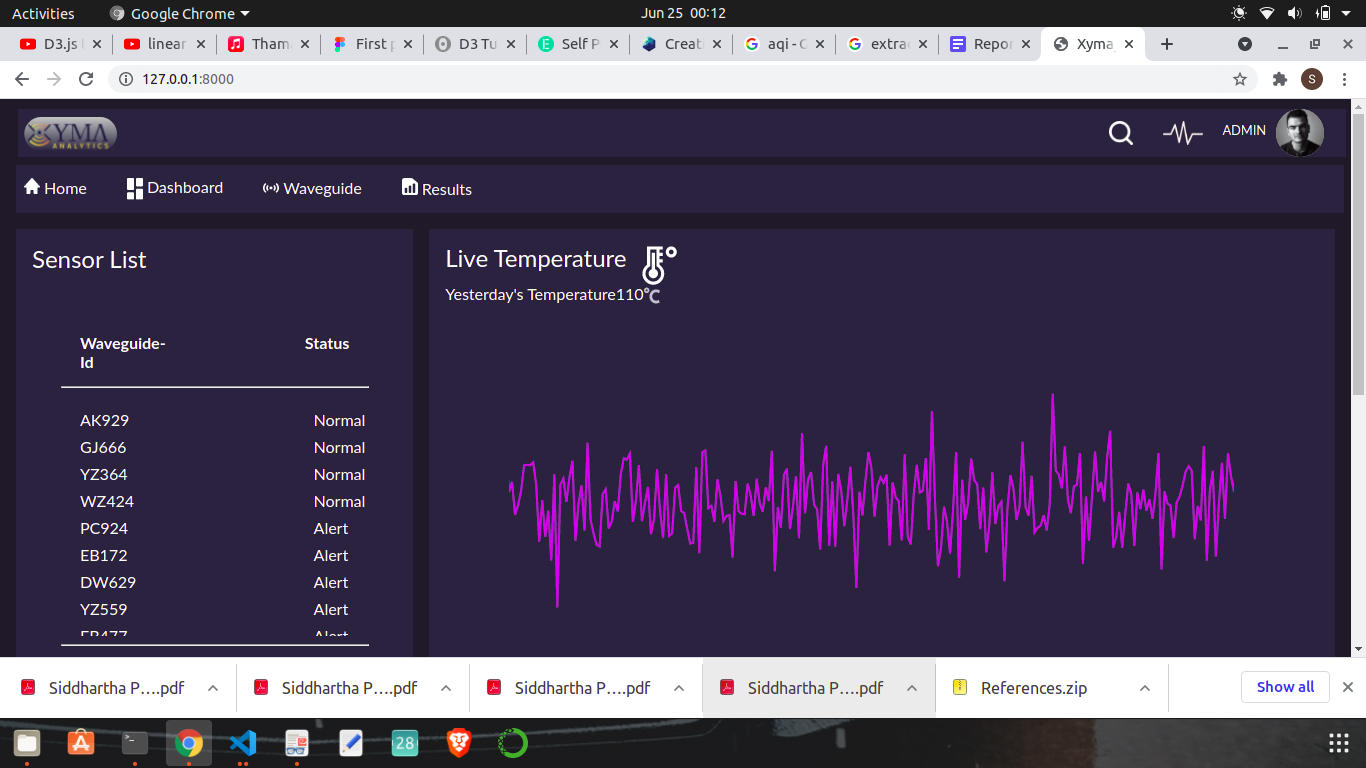 Activities Google Chrome Jun 25 00:12
D3.js linear Tham First p D3 Tu Self P Creat aqi - G extra Repor Xyma
127.0.0.1:8000 S
XYMA
ANALYTICS
ADMIN
Home Dashboard Waveguide Results
Sensor List
Live Temperature
Yesterday's Temperature110°C
Waveguide-
Id Status
AK929 Normal
GJ666 Normal
YZ364 Normal
WZ424 Normal
PC924 Alert
EB172 Alert
DW629 Alert
YZ559 Alert
EB477 Alert
Siddhartha P....pdf Siddhartha P....pdf Siddhartha P....pdf Siddhartha P....pdf References.zip Show all
28